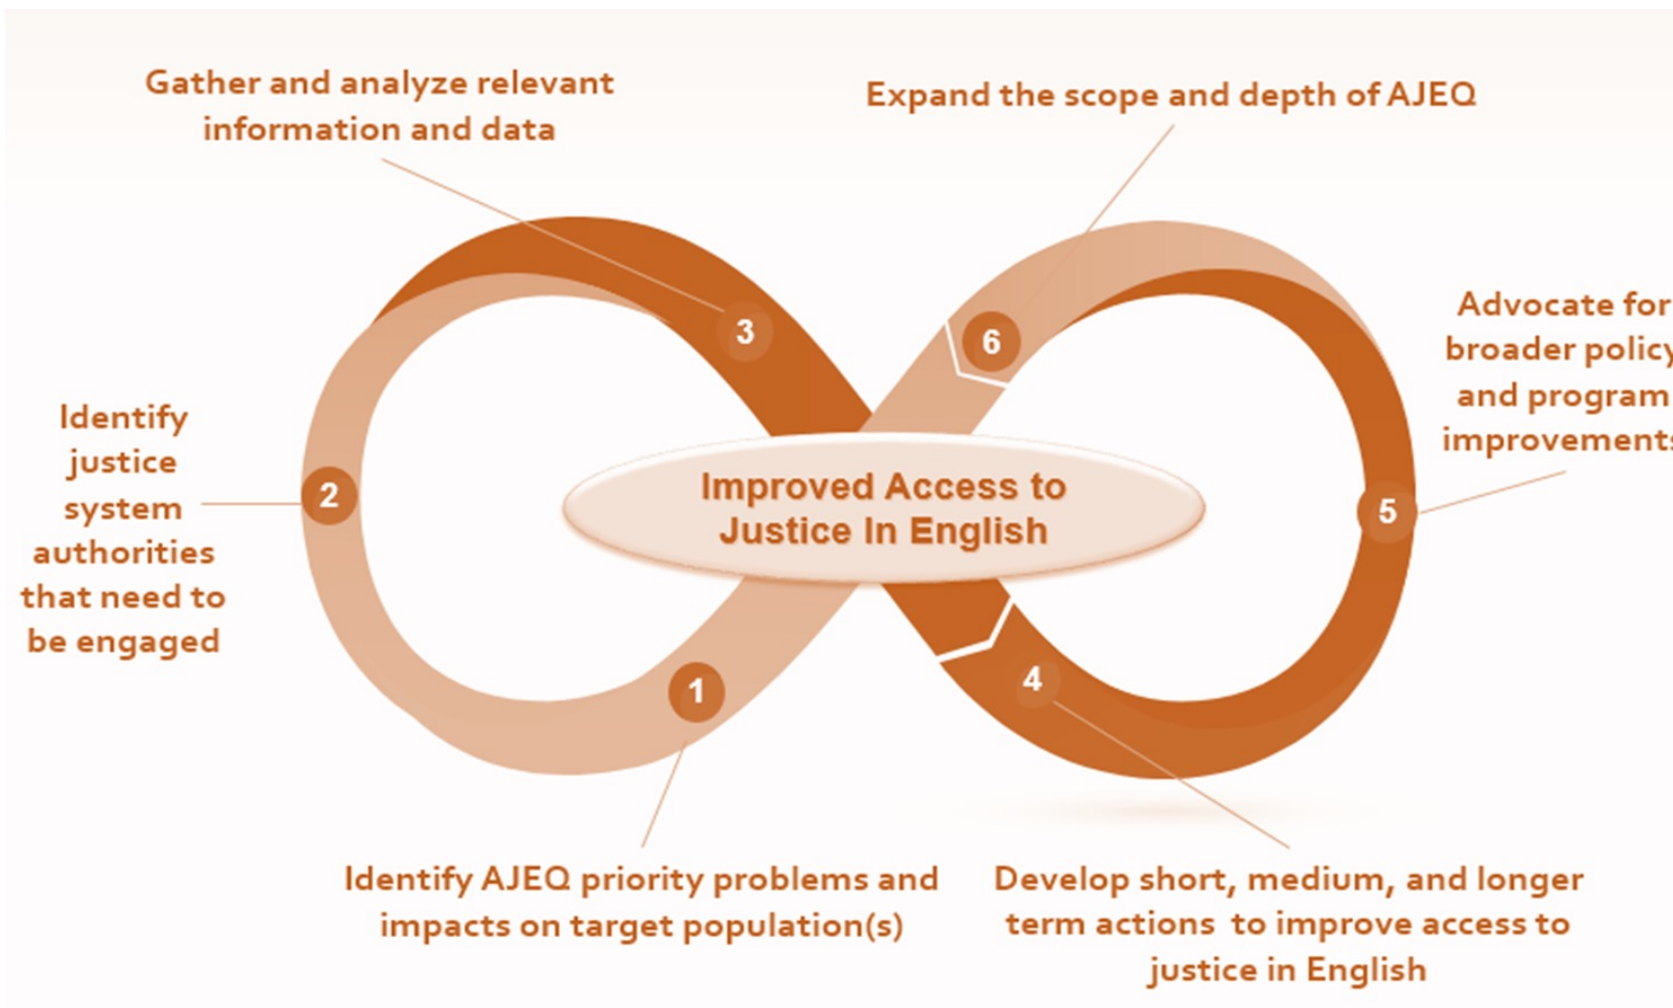 Gather and analyze relevant
information and data
Expand the scope and depth of AJEQ
3
6
Advocate for
broader policy
and program
improvements
Identify
justice
system
authorities
that need to
be engaged
2
Improved Access to
Justice In English
5
1
4
Identify AJEQ priority problems and
impacts on target population(s)
Develop short, medium, and longer
term actions to improve access to
justice in English